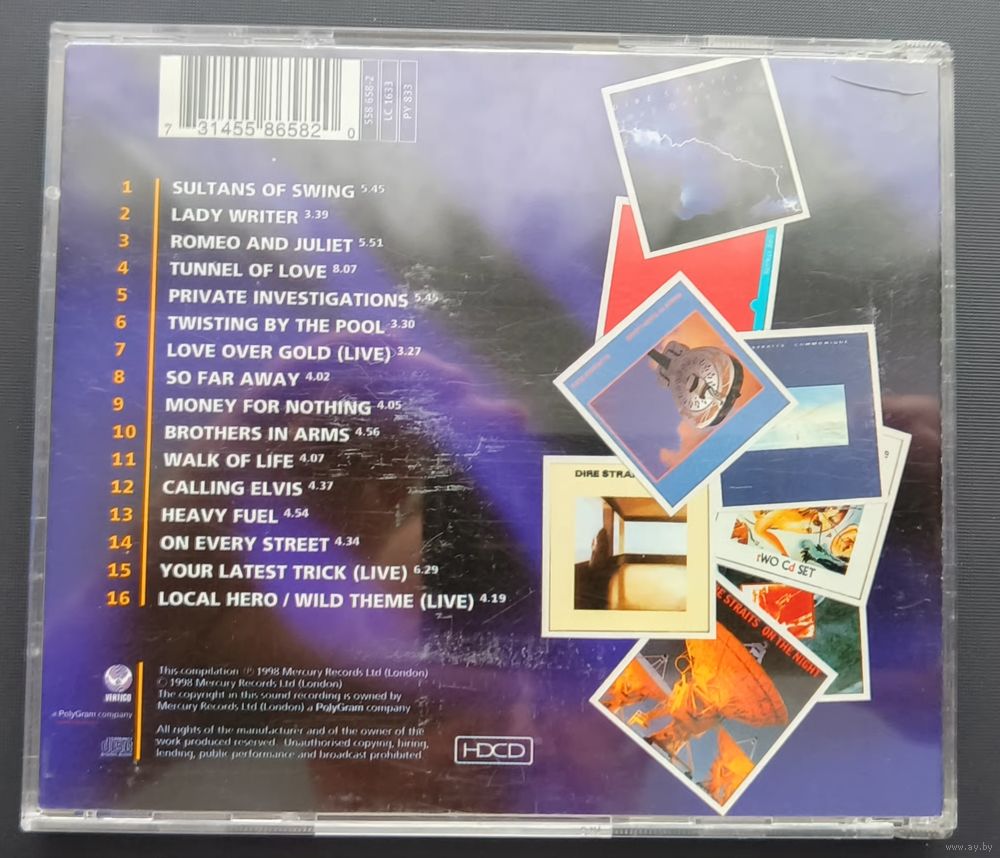 7 31455 86582 0
558 658-2
LC 1633
PY 833
1 SULTANS OF SWING 5.45
2 LADY WRITER 3.39
3 ROMEO AND JULIET 5.51
4 TUNNEL OF LOVE 8.07
5 PRIVATE INVESTIGATIONS 5.45
6 TWISTING BY THE POOL 3.30
7 LOVE OVER GOLD (LIVE) 3.27
8 SO FAR AWAY 4.02
9 MONEY FOR NOTHING 4.05
10 BROTHERS IN ARMS 4.56
11 WALK OF LIFE 4.07
12 CALLING ELVIS 4.37
13 HEAVY FUEL 4.54
14 ON EVERY STREET 4.34
15 YOUR LATEST TRICK (LIVE) 6.29
16 LOCAL HERO / WILD THEME (LIVE) 4.19
VERTIGO
a PolyGram company
This compilation ℗ 1998 Mercury Records Ltd (London)
© 1998 Mercury Records Ltd (London)
The copyright in this sound recording is owned by
Mercury Records Ltd (London) a PolyGram company
All rights of the manufacturer and of the owner of the
work produced reserved. Unauthorised copying, hiring,
lending, public performance and broadcast prohibited.
HDCD
DIRE STRAITS
COMMUNIQUE
DIRE STRA
tWO Cd SET
E STRAITS ON THE NIGHT
www.ay.by